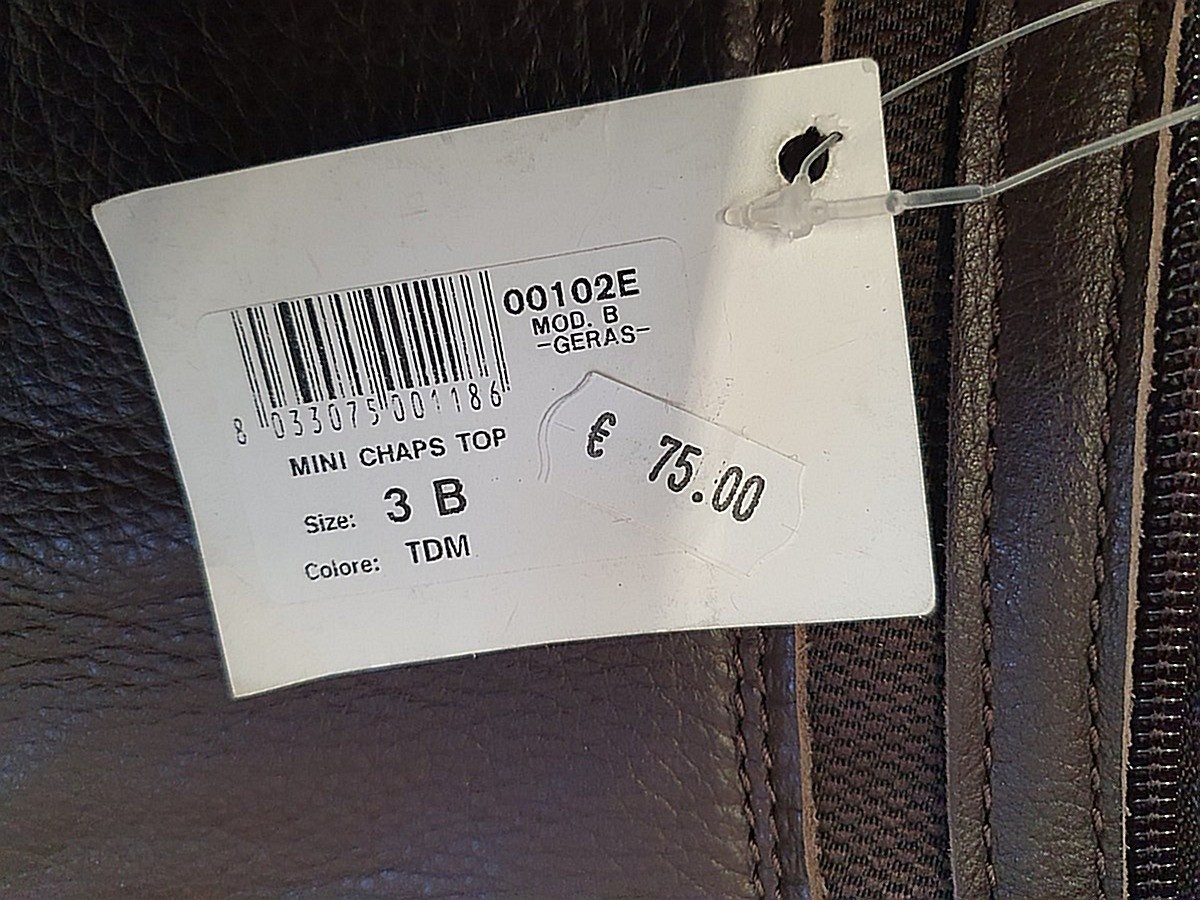 00102E
MOD. B
-GERAS-
8 033075 001186
MINI CHAPS TOP
Size: 3 B
Colore: TDM
€ 75.00